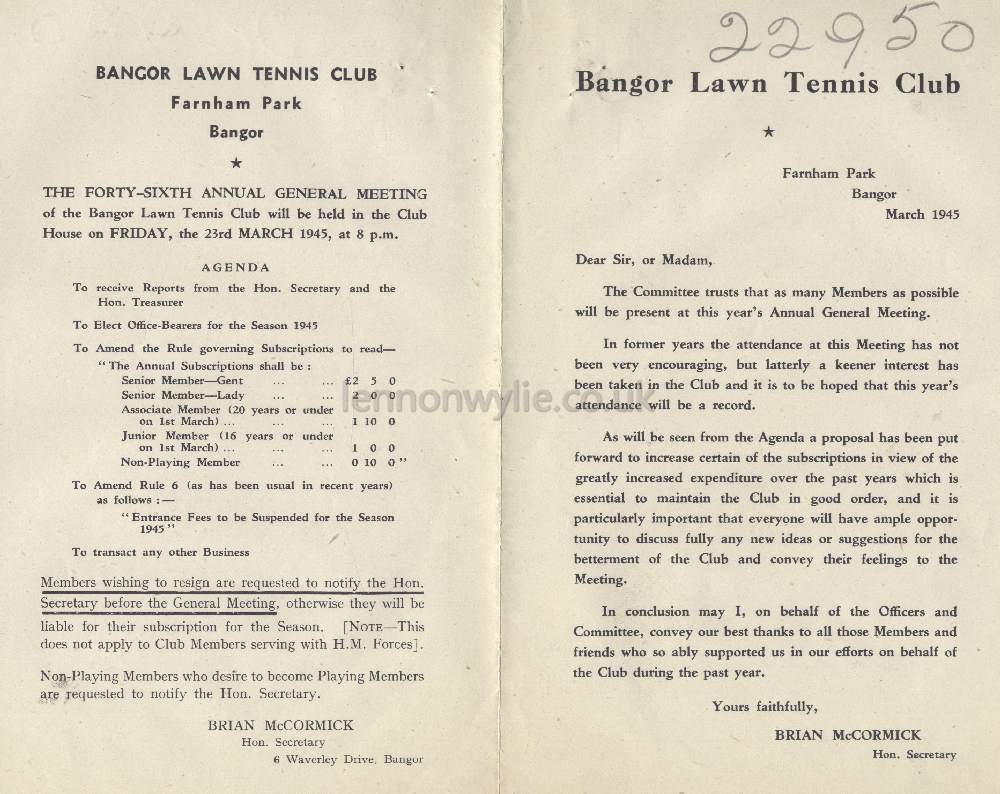 BANGOR LAWN TENNIS CLUB
Farnham Park
Bangor
★
THE FORTY-SIXTH ANNUAL GENERAL MEETING
of the Bangor Lawn Tennis Club will be held in the Club
House on FRIDAY, the 23rd MARCH 1945, at 8 p.m.
AGENDA
To receive Reports from the Hon. Secretary and the
Hon. Treasurer
To Elect Office-Bearers for the Season 1945
To Amend the Rule governing Subscriptions to read—
"The Annual Subscriptions shall be :
Senior Member—Gent ... ... £2 5 0
Senior Member—Lady ... ... 2 0 0
Associate Member (20 years or under
on 1st March) ... ... ... 1 10 0
Junior Member (16 years or under
on 1st March) ... ... ... 1 0 0
Non-Playing Member ... ... 0 10 0"
To Amend Rule 6 (as has been usual in recent years)
as follows :—
"Entrance Fees to be Suspended for the Season
1945"
To transact any other Business
Members wishing to resign are requested to notify the Hon.
Secretary before the General Meeting, otherwise they will be
liable for their subscription for the Season. [NOTE—This
does not apply to Club Members serving with H.M. Forces].
Non-Playing Members who desire to become Playing Members
are requested to notify the Hon. Secretary.
BRIAN McCORMICK
Hon. Secretary
6 Waverley Drive, Bangor
22950
Bangor Lawn Tennis Club
★
Farnham Park
Bangor
March 1945
Dear Sir, or Madam,
The Committee trusts that as many Members as possible
will be present at this year's Annual General Meeting.
In former years the attendance at this Meeting has not
been very encouraging, but latterly a keener interest has
been taken in the Club and it is to be hoped that this year's
attendance will be a record.
As will be seen from the Agenda a proposal has been put
forward to increase certain of the subscriptions in view of the
greatly increased expenditure over the past years which is
essential to maintain the Club in good order, and it is
particularly important that everyone will have ample oppor-
tunity to discuss fully any new ideas or suggestions for the
betterment of the Club and convey their feelings to the
Meeting.
In conclusion may I, on behalf of the Officers and
Committee, convey our best thanks to all those Members and
friends who so ably supported us in our efforts on behalf of
the Club during the past year.
Yours faithfully,
BRIAN McCORMICK
Hon. Secretary
lennonwylie.co.uk